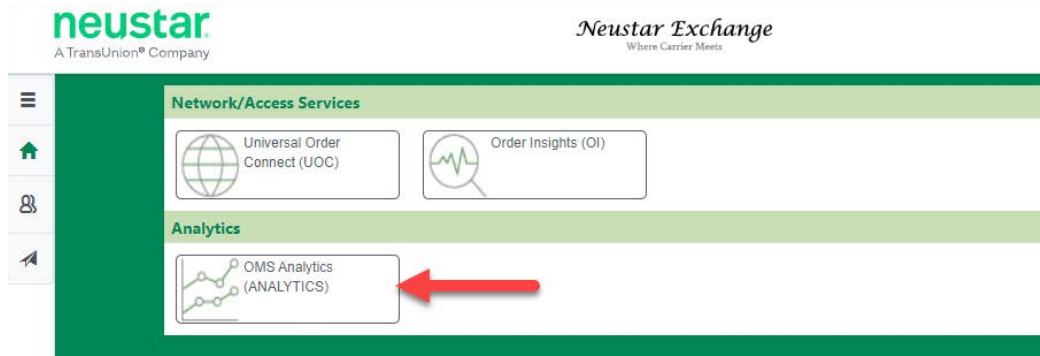 neustar
A TransUnion® Company
Neustar Exchange
Where Carrier Meets
Network/Access Services
Universal Order
Connect (UOC)
Order Insights (OI)
Analytics
OMS Analytics
(ANALYTICS)